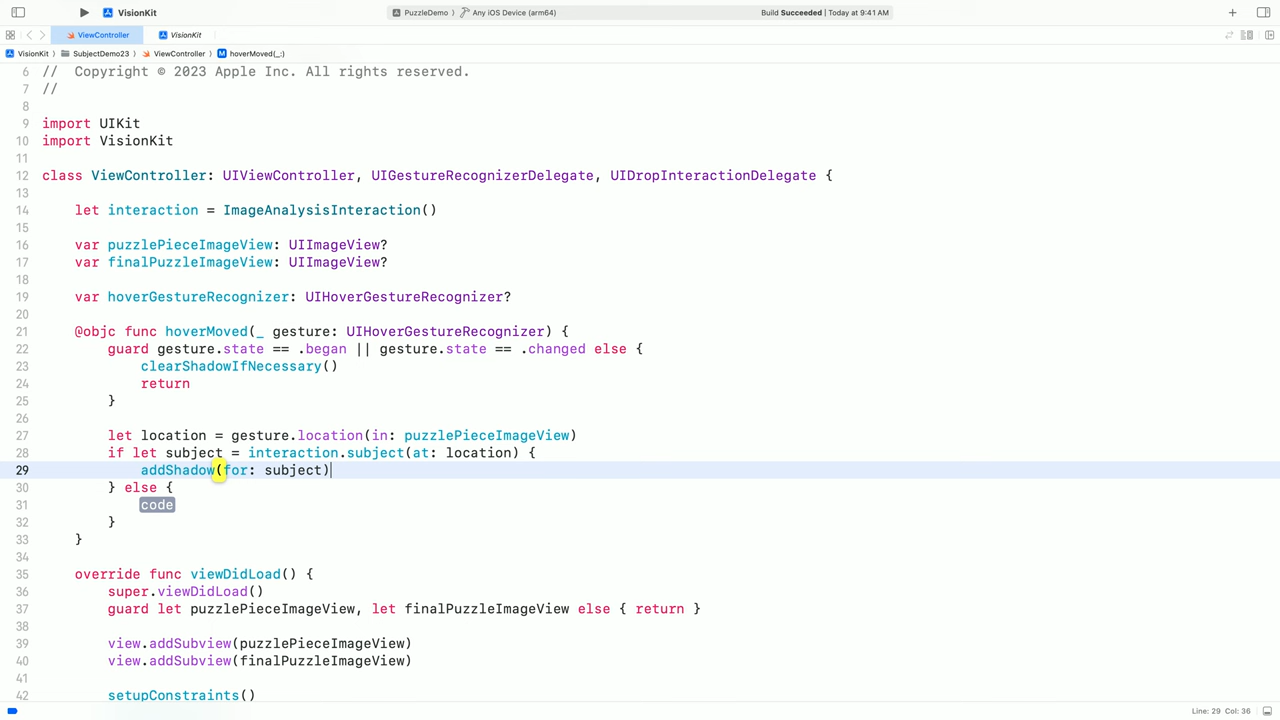 VisionKit
PuzzleDemo 〉 Any iOS Device (arm64)
Build Succeeded | Today at 9:41 AM
ViewController
VisionKit
VisionKit 〉 SubjectDemo23 〉 ViewController 〉 M hoverMoved(_:)
6 //  Copyright © 2023 Apple Inc. All rights reserved.
7 //
8
9 import UIKit
10 import VisionKit
11
12 class ViewController: UIViewController, UIGestureRecognizerDelegate, UIDropInteractionDelegate {
13
14     let interaction = ImageAnalysisInteraction()
15
16     var puzzlePieceImageView: UIImageView?
17     var finalPuzzleImageView: UIImageView?
18
19     var hoverGestureRecognizer: UIHoverGestureRecognizer?
20
21     @objc func hoverMoved(_ gesture: UIHoverGestureRecognizer) {
22         guard gesture.state == .began || gesture.state == .changed else {
23             clearShadowIfNecessary()
24             return
25         }
26
27         let location = gesture.location(in: puzzlePieceImageView)
28         if let subject = interaction.subject(at: location) {
29             addShadow(for: subject)
30         } else {
31             code
32         }
33     }
34
35     override func viewDidLoad() {
36         super.viewDidLoad()
37         guard let puzzlePieceImageView, let finalPuzzleImageView else { return }
38
39         view.addSubview(puzzlePieceImageView)
40         view.addSubview(finalPuzzleImageView)
41
42         setupConstraints()
Line: 29 Col: 36